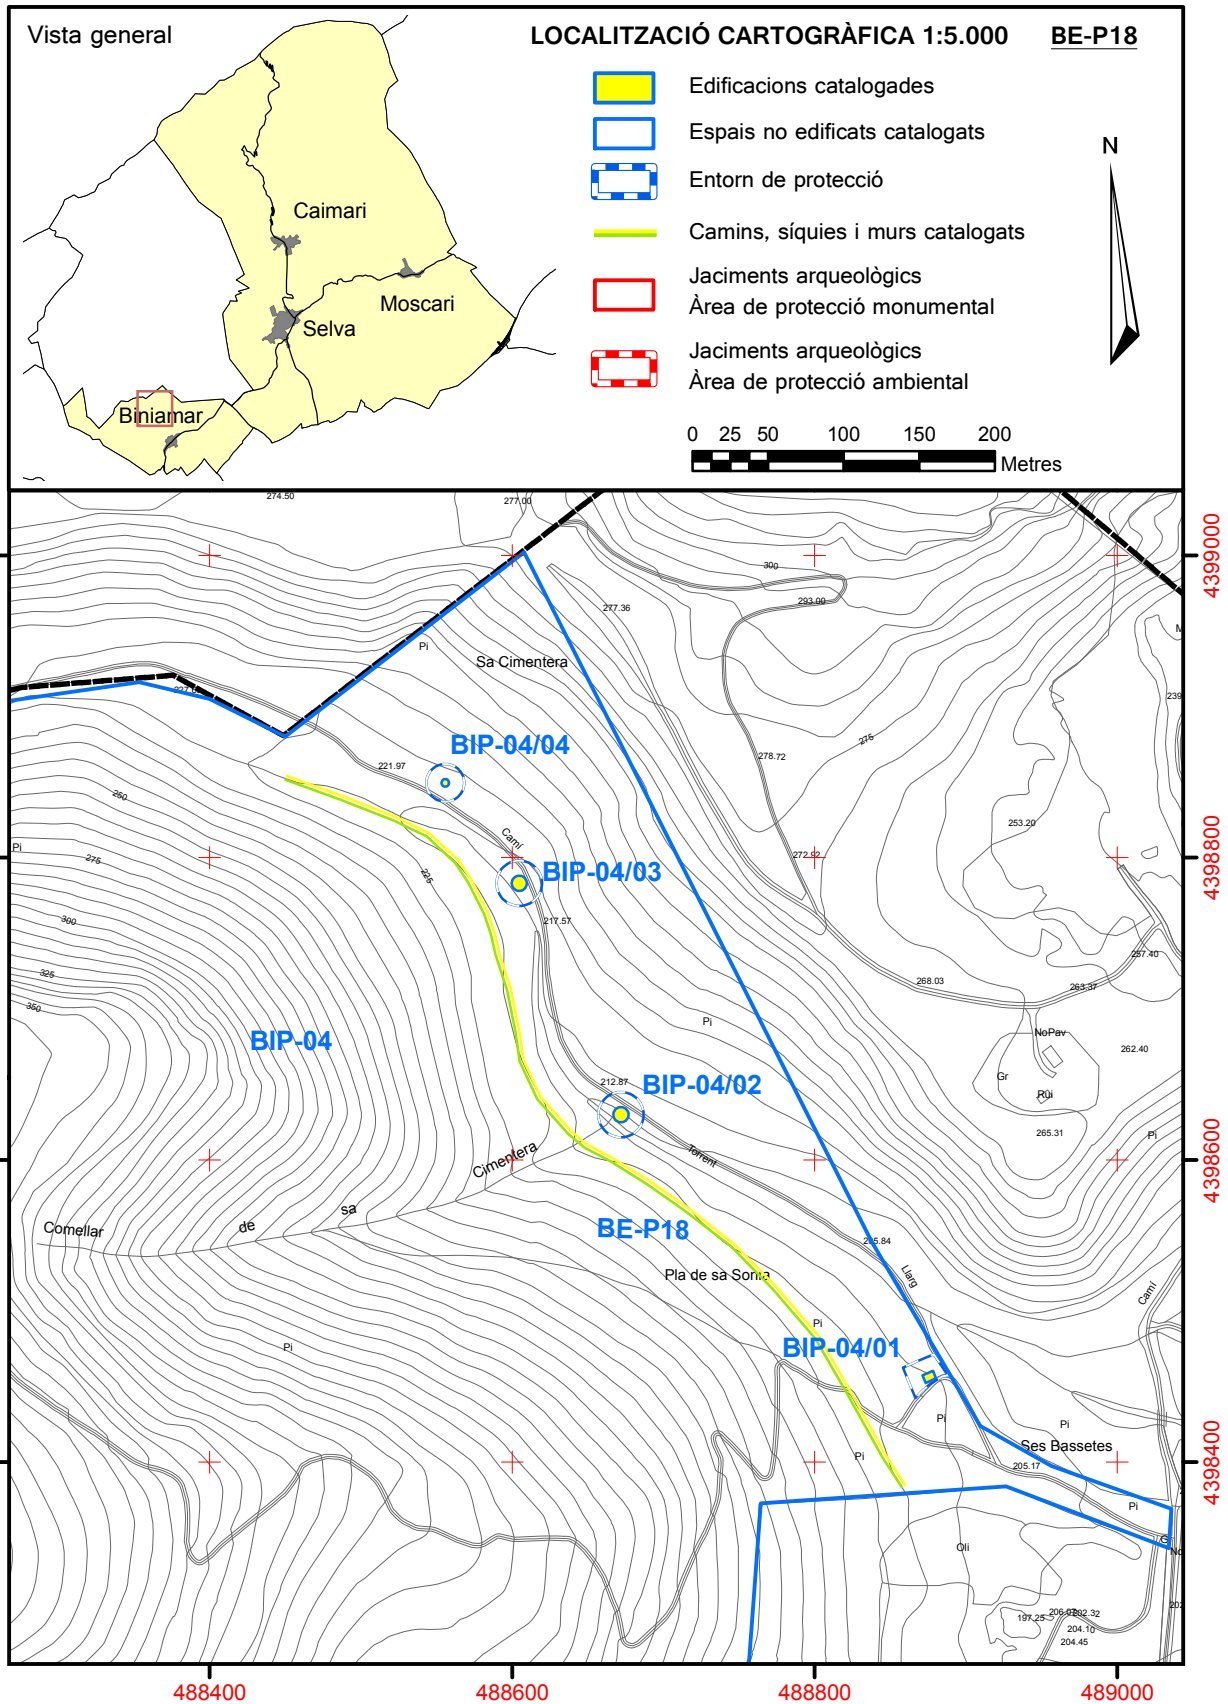 Vista general
LOCALITZACIÓ CARTOGRÀFICA 1:5.000
BE-P18
Edificacions catalogades
Espais no edificats catalogats
Entorn de protecció
Camins, síquies i murs catalogats
Jaciments arqueològics
Àrea de protecció monumental
Jaciments arqueològics
Àrea de protecció ambiental
N
0 25 50 100 150 200
Metres
Caimari
Moscari
Selva
Biniamar
274.50
277.00
300
293.00
277.36
Pi
Sa Cimentera
4399000
239
BIP-04/04
221.97
278.72
275
250
253.20
Camí
Pi
275
225
272.92
4398800
BIP-04/03
217.57
300
257.40
325
268.03
263.37
350
Pi
NoPav
BIP-04
262.40
Gr
212.87
BIP-04/02
Rúi
265.31
Pi
Torrent
Cimentera
4398600
Comellar
de
sa
BE-P18
Pla de sa Sonta
Llarg
Camí
Pi
Pi
BIP-04/01
Pi
Pi
Ses Bassetes
Pi
205.17
4398400
Pi
Oli
197.25
204.10
204.45
488400
488600
488800
489000